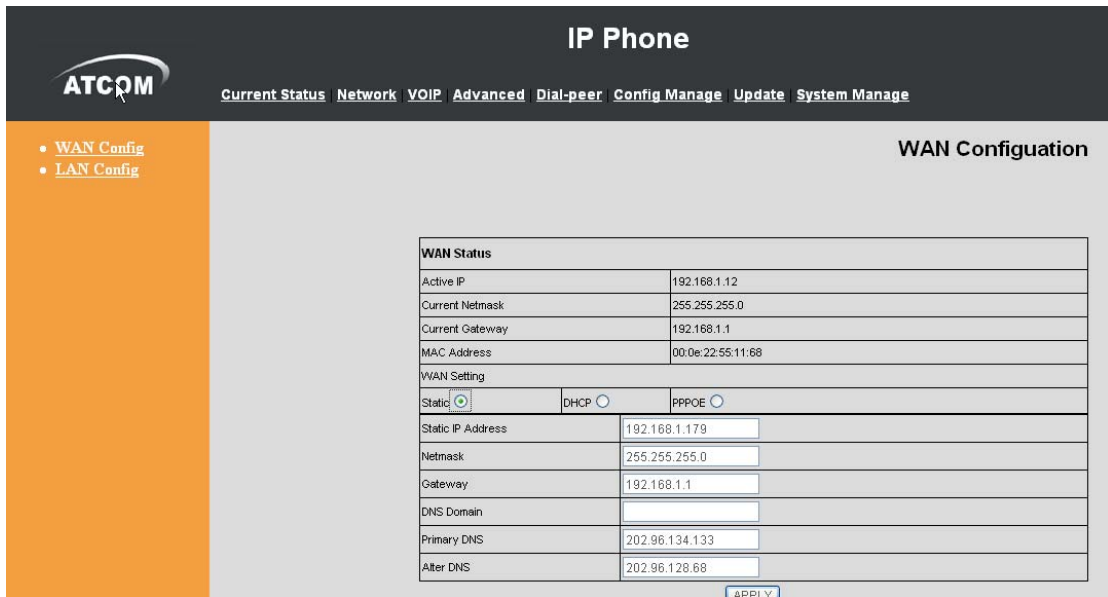 IP Phone
ATCOM
Current Status Network VOIP Advanced Dial-peer Config Manage Update System Manage
WAN Config
LAN Config
WAN Configuation
WAN Status
Active IP 192.168.1.12
Current Netmask 255.255.255.0
Current Gateway 192.168.1.1
MAC Address 00:0e:22:55:11:68
WAN Setting
Static DHCP PPPOE
Static IP Address 192.168.1.179
Netmask 255.255.255.0
Gateway 192.168.1.1
DNS Domain
Primary DNS 202.96.134.133
Alter DNS 202.96.128.68
APPLY